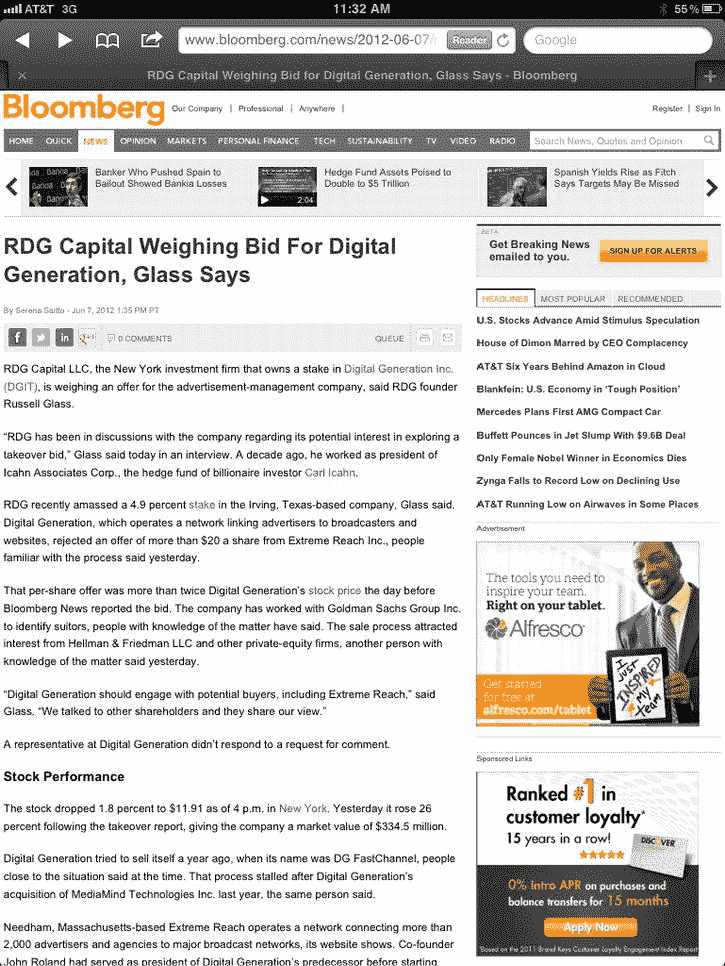 AT&T 3G 11:32 AM 55%
www.bloomberg.com/news/2012-06-07/ Reader Google
RDG Capital Weighing Bid for Digital Generation, Glass Says - Bloomberg
Bloomberg Our Company | Professional | Anywhere | Register | Sign In
HOME QUICK NEWS OPINION MARKETS PERSONAL FINANCE TECH SUSTAINABILITY TV VIDEO RADIO Search News, Quotes and Opinion
Banker Who Pushed Spain to
Bailout Showed Bankia Losses
2:04
Hedge Fund Assets Poised to
Double to $5 Trillion
Spanish Yields Rise as Fitch
Says Targets May Be Missed
RDG Capital Weighing Bid For Digital
Generation, Glass Says
By Serena Saitto - Jun 7, 2012 1:35 PM PT
0 COMMENTS QUEUE
RDG Capital LLC, the New York investment firm that owns a stake in Digital Generation Inc.
(DGIT), is weighing an offer for the advertisement-management company, said RDG founder
Russell Glass.
“RDG has been in discussions with the company regarding its potential interest in exploring a
takeover bid,” Glass said today in an interview. A decade ago, he worked as president of
Icahn Associates Corp., the hedge fund of billionaire investor Carl Icahn.
RDG recently amassed a 4.9 percent stake in the Irving, Texas-based company, Glass said.
Digital Generation, which operates a network linking advertisers to broadcasters and
websites, rejected an offer of more than $20 a share from Extreme Reach Inc., people
familiar with the process said yesterday.
That per-share offer was more than twice Digital Generation’s stock price the day before
Bloomberg News reported the bid. The company has worked with Goldman Sachs Group Inc.
to identify suitors, people with knowledge of the matter have said. The sale process attracted
interest from Hellman & Friedman LLC and other private-equity firms, another person with
knowledge of the matter said yesterday.
“Digital Generation should engage with potential buyers, including Extreme Reach,” said
Glass. “We talked to other shareholders and they share our view.”
A representative at Digital Generation didn’t respond to a request for comment.
Stock Performance
The stock dropped 1.8 percent to $11.91 as of 4 p.m. in New York. Yesterday it rose 26
percent following the takeover report, giving the company a market value of $334.5 million.
Digital Generation tried to sell itself a year ago, when its name was DG FastChannel, people
close to the situation said at the time. That process stalled after Digital Generation’s
acquisition of MediaMind Technologies Inc. last year, the same person said.
Needham, Massachusetts-based Extreme Reach operates a network connecting more than
2,000 advertisers and agencies to major broadcast networks, its website shows. Co-founder
John Roland had served as president of Digital Generation’s predecessor before starting
BETA
Get Breaking News
emailed to you.
SIGN UP FOR ALERTS
HEADLINES MOST POPULAR RECOMMENDED
U.S. Stocks Advance Amid Stimulus Speculation
House of Dimon Marred by CEO Complacency
AT&T Six Years Behind Amazon in Cloud
Blankfein: U.S. Economy in ‘Tough Position’
Mercedes Plans First AMG Compact Car
Buffett Pounces in Jet Slump With $9.6B Deal
Only Female Nobel Winner in Economics Dies
Zynga Falls to Record Low on Declining Use
AT&T Running Low on Airwaves in Some Places
Advertisement
The tools you need to
inspire your team.
Right on your tablet.
Alfresco
Get started
for free at
alfresco.com/tablet
I
JUST
INSPIRED
MY
TEAM
Sponsored Links
Ranked #1 in
customer loyalty*
15 years in a row!
DISCOVER
0% Intro APR on purchases and
balance transfers for 15 months
Apply Now
*Based on the 2011 Brand Keys Customer Loyalty Engagement Index Report